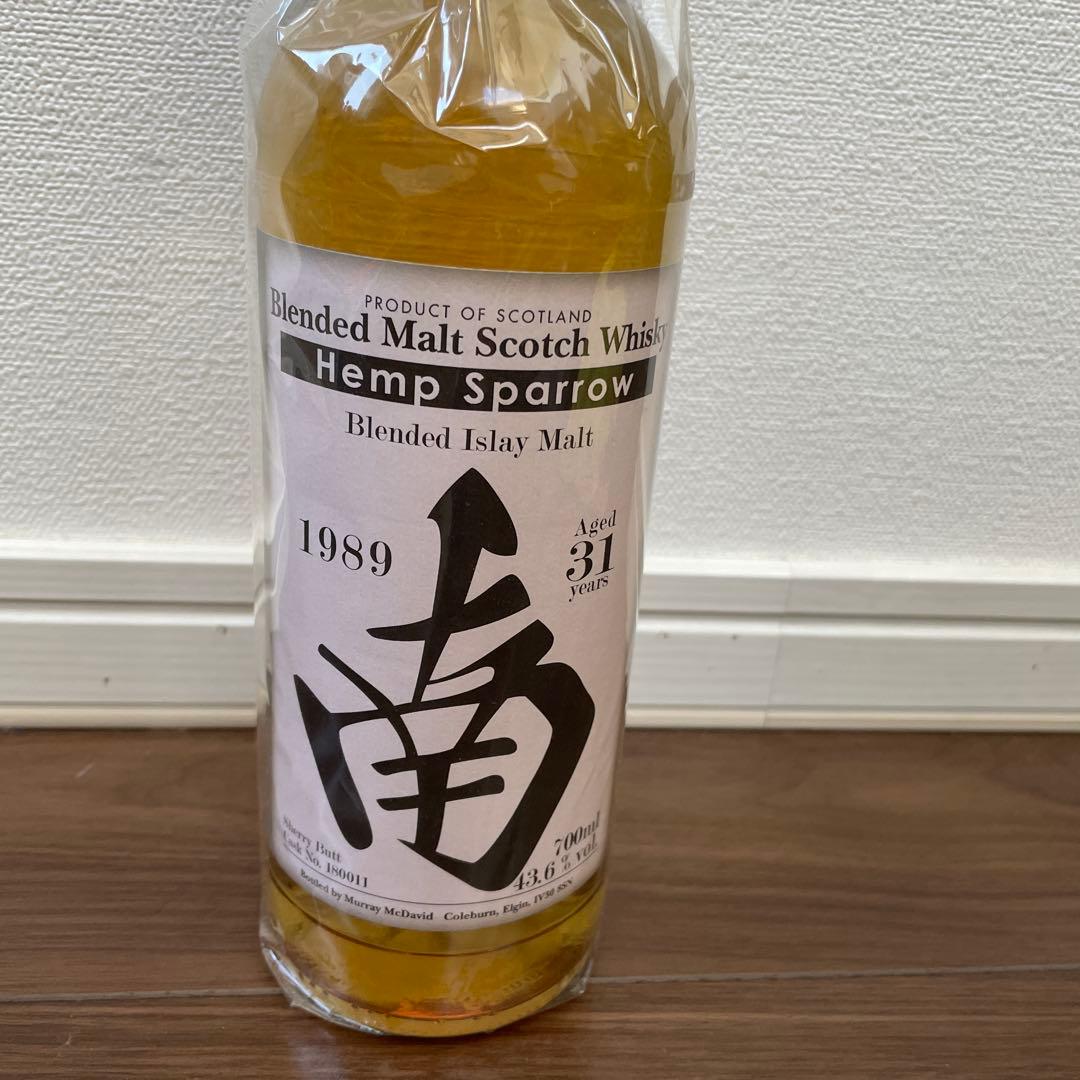 PRODUCT OF SCOTLAND
Blended Malt Scotch Whisky
Hemp Sparrow
Blended Islay Malt
1989
Aged
31
years
南
Sherry Butt
Cask No. 180011
700ml
43.6 % vol.
Bottled by Murray McDavid Coleburn, Elgin, IV30 8SN